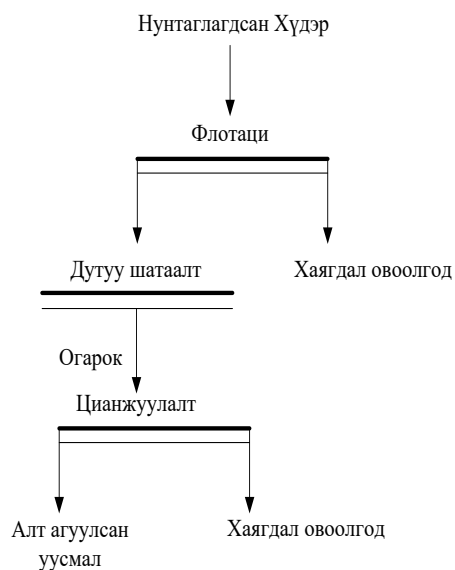 Нунтаглагдсан Хүдэр
Флотаци
Дутуу шатаалт
Хаягдал овоолгод
Огарок
Цианжуулалт
Алт агуулсан
уусмал
Хаягдал овоолгод